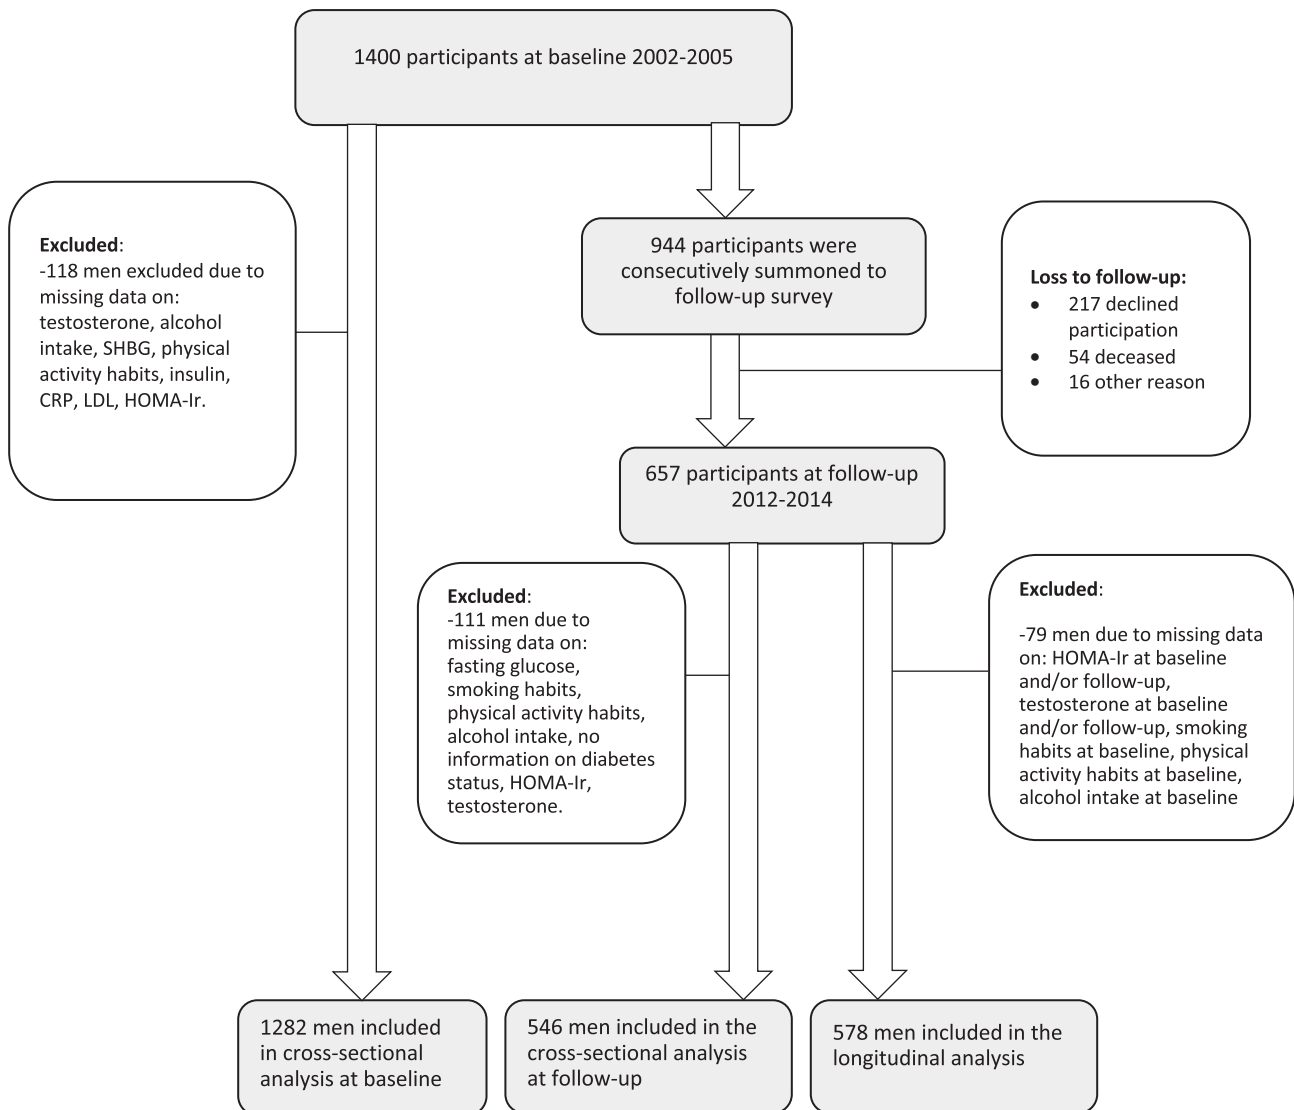 1400 participants at baseline 2002-2005
Excluded:
-118 men excluded due to
missing data on:
testosterone, alcohol
intake, SHBG, physical
activity habits, insulin,
CRP, LDL, HOMA-Ir.
944 participants were
consecutively summoned to
follow-up survey
Loss to follow-up:
• 217 declined
participation
• 54 deceased
• 16 other reason
657 participants at follow-up
2012-2014
Excluded:
-111 men due to
missing data on:
fasting glucose,
smoking habits,
physical activity habits,
alcohol intake, no
information on diabetes
status, HOMA-Ir,
testosterone.
Excluded:
-79 men due to missing data
on: HOMA-Ir at baseline
and/or follow-up,
testosterone at baseline
and/or follow-up, smoking
habits at baseline, physical
activity habits at baseline,
alcohol intake at baseline
1282 men included
in cross-sectional
analysis at baseline
546 men included in the
cross-sectional analysis
at follow-up
578 men included in the
longitudinal analysis